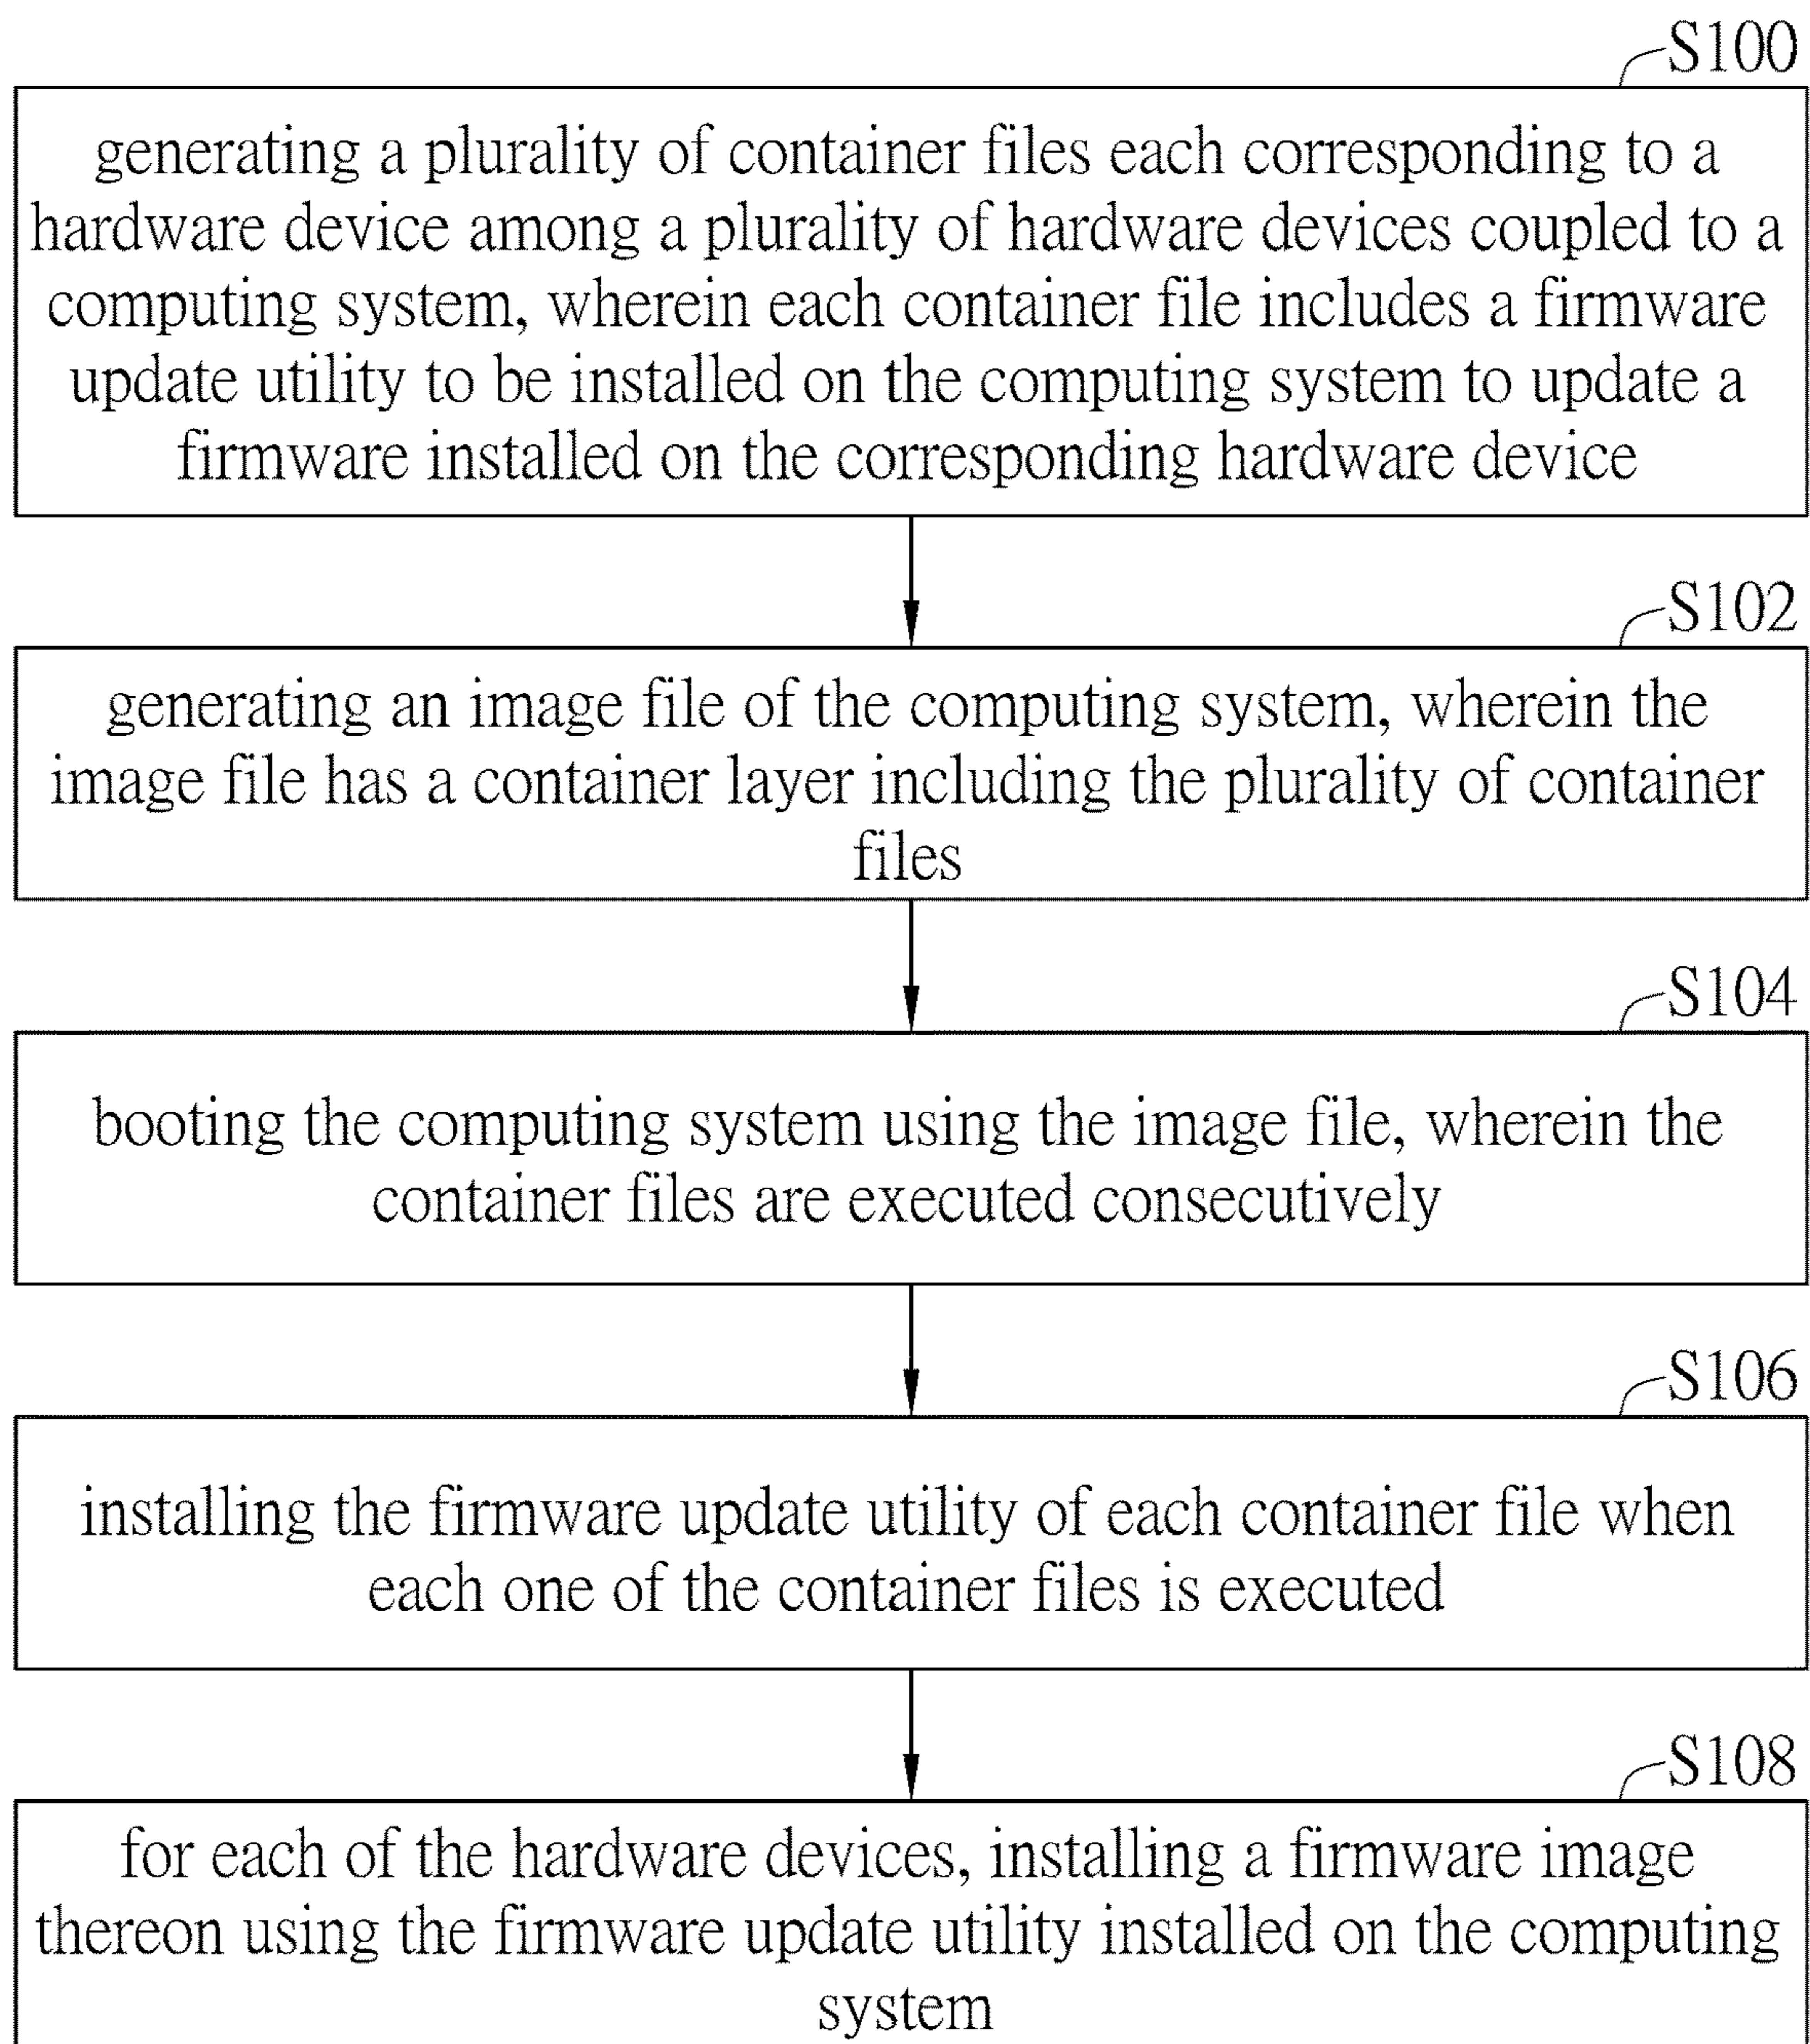 S100
generating a plurality of container files each corresponding to a
hardware device among a plurality of hardware devices coupled to a
computing system, wherein each container file includes a firmware
update utility to be installed on the computing system to update a
firmware installed on the corresponding hardware device
S102
generating an image file of the computing system, wherein the
image file has a container layer including the plurality of container
files
S104
booting the computing system using the image file, wherein the
container files are executed consecutively
S106
installing the firmware update utility of each container file when
each one of the container files is executed
S108
for each of the hardware devices, installing a firmware image
thereon using the firmware update utility installed on the computing
system